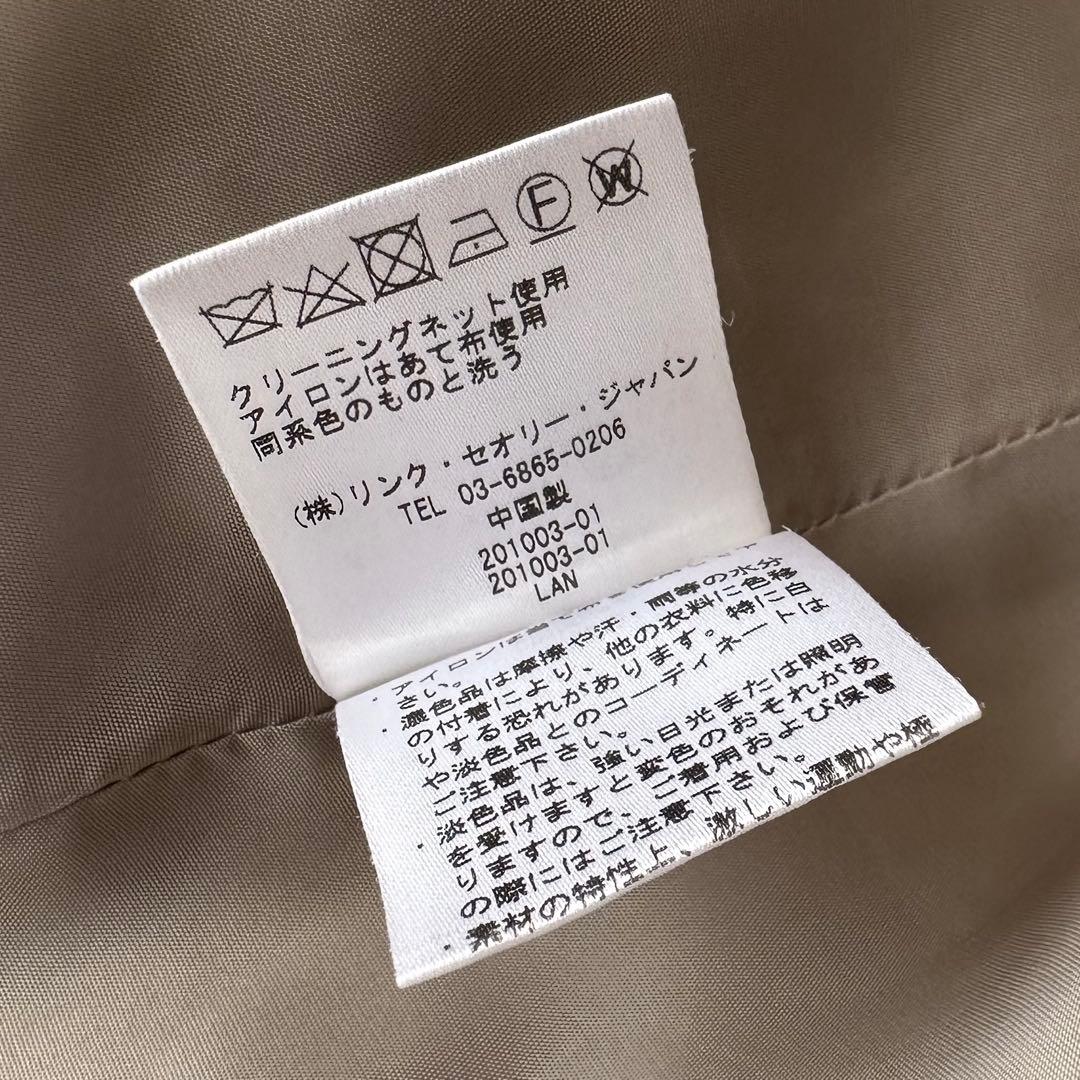 F
W
クリーニングネット使用
アイロンはあて布使用
同系色のものと洗う
(株)リンク・セオリー・ジャパン
TEL 03-6865-0206
中国製
201003-01
201003-01
LAN
・アイロンは
さい。
・濃色品は摩擦や汗・雨等の水分
の付着により、他の衣料に色移
りする恐れがあります。特に白
や淡色品とのコーディネートは
ご注意下さい。
・淡色品は、強い日光または照明
を受けますと変色のおそれがあ
りますので、ご着用および保管
の際にはご注意下さい。
・素材の特性上、激しい運動や極